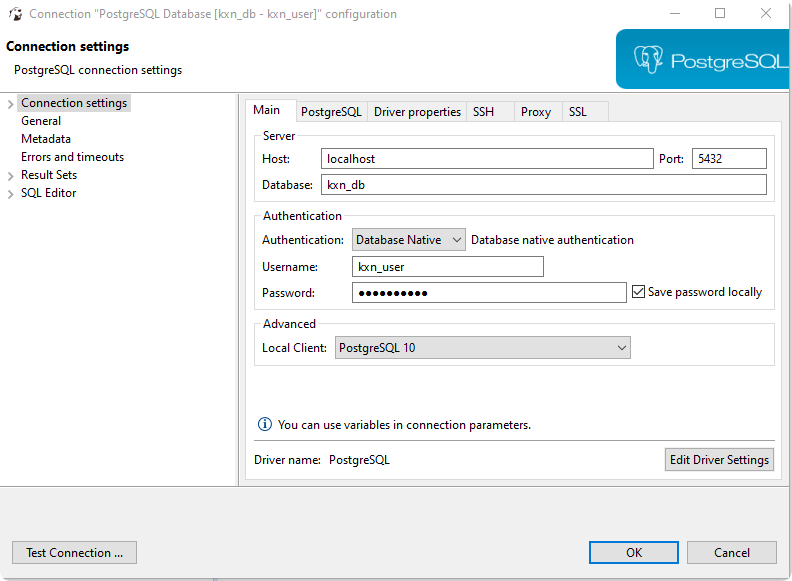 Connection "PostgreSQL Database [kxn_db - kxn_user]" configuration
Connection settings
PostgreSQL connection settings
PostgreSQL
Connection settings
General
Metadata
Errors and timeouts
Result Sets
SQL Editor
Main PostgreSQL Driver properties SSH Proxy SSL
Server
Host: localhost Port: 5432
Database: kxn_db
Authentication
Authentication: Database Native Database native authentication
Username: kxn_user
Password: ●●●●●●●●●● Save password locally
Advanced
Local Client: PostgreSQL 10
You can use variables in connection parameters.
Driver name: PostgreSQL Edit Driver Settings
Test Connection ... OK Cancel